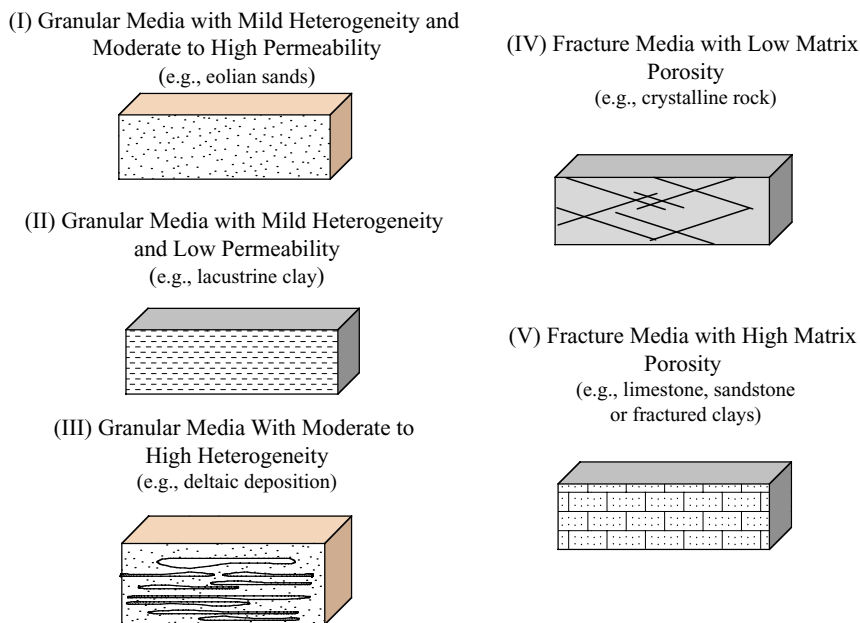 (I) Granular Media with Mild Heterogeneity and
Moderate to High Permeability
(e.g., eolian sands)
(II) Granular Media with Mild Heterogeneity
and Low Permeability
(e.g., lacustrine clay)
(III) Granular Media With Moderate to
High Heterogeneity
(e.g., deltaic deposition)
(IV) Fracture Media with Low Matrix
Porosity
(e.g., crystalline rock)
(V) Fracture Media with High Matrix
Porosity
(e.g., limestone, sandstone
or fractured clays)